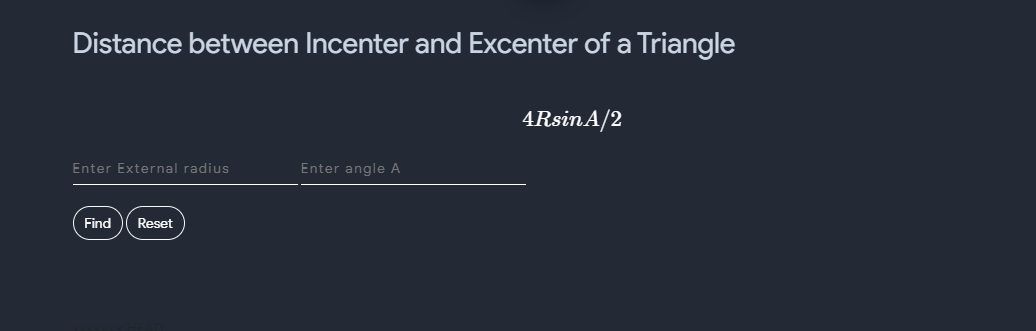 Distance between Incenter and Excenter of a Triangle
4RsinA/2
Enter External radius Enter angle A
Find Reset